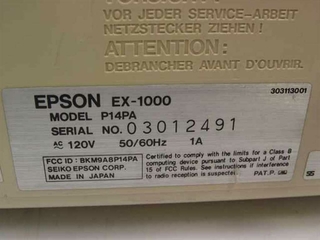 VOR JEDER SERVICE-ARBEIT
NETZSTECKER ZIEHEN!
ATTENTION:
DEBRANCHER AVANT D'OUVRIR.
303113001
EPSON EX-1000
MODEL P14PA
SERIAL NO. 03012491
AC 120V 50/60Hz 1A
FCC ID: BKM9A8P14PA
SEIKO EPSON CORP.
MADE IN JAPAN
Certified to comply with the limits for a Class B
computing device pursuant to Subpart J of Part
15 of FCC Rules. See instructions if interference
to radio reception is suspected. PAT.P.